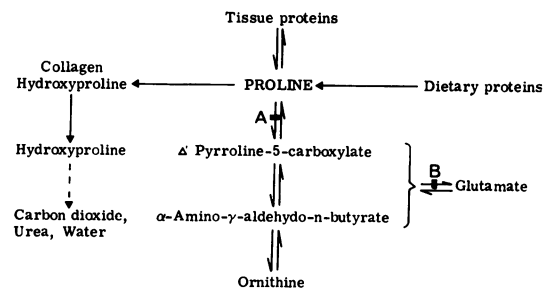 Tissue proteins
Collagen
Hydroxyproline
PROLINE
Dietary proteins
A
Hydroxyproline
Δ' Pyrroline-5-carboxylate
B
Glutamate
Carbon dioxide,
Urea, Water
α-Amino-γ-aldehydo-n-butyrate
Ornithine